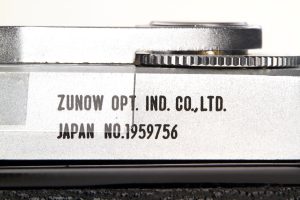 ZUNOW OPT. IND. CO.,LTD.
JAPAN NO.1959756